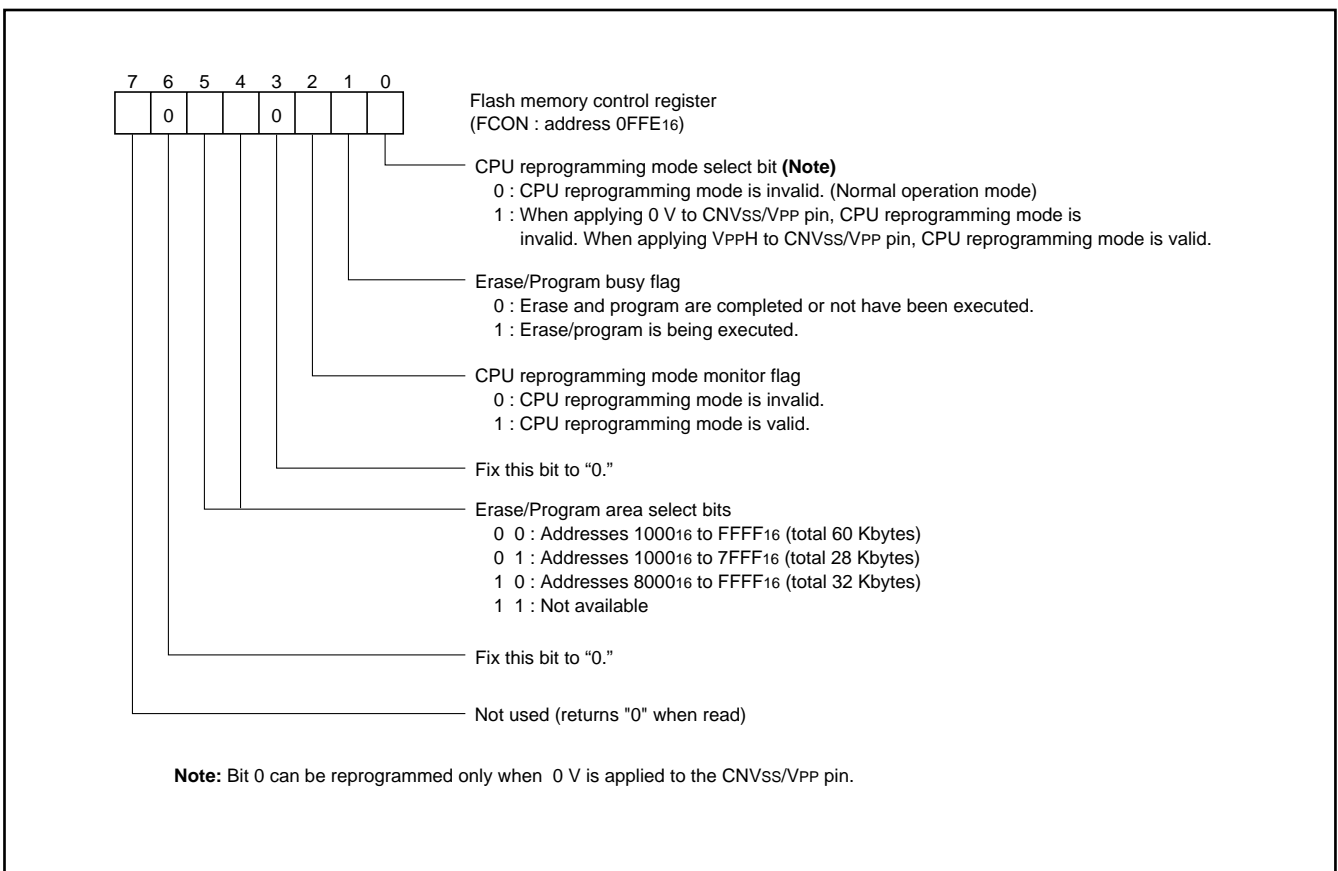 7 6 5 4 3 2 1 0
0 0
Flash memory control register
(FCON : address 0FFE16)
CPU reprogramming mode select bit (Note)
0 : CPU reprogramming mode is invalid. (Normal operation mode)
1 : When applying 0 V to CNVSS/VPP pin, CPU reprogramming mode is
invalid. When applying VPPH to CNVSS/VPP pin, CPU reprogramming mode is valid.
Erase/Program busy flag
0 : Erase and program are completed or not have been executed.
1 : Erase/program is being executed.
CPU reprogramming mode monitor flag
0 : CPU reprogramming mode is invalid.
1 : CPU reprogramming mode is valid.
Fix this bit to “0.”
Erase/Program area select bits
0 0 : Addresses 100016 to FFFF16 (total 60 Kbytes)
0 1 : Addresses 100016 to 7FFF16 (total 28 Kbytes)
1 0 : Addresses 800016 to FFFF16 (total 32 Kbytes)
1 1 : Not available
Fix this bit to “0.”
Not used (returns "0" when read)
Note: Bit 0 can be reprogrammed only when 0 V is applied to the CNVSS/VPP pin.